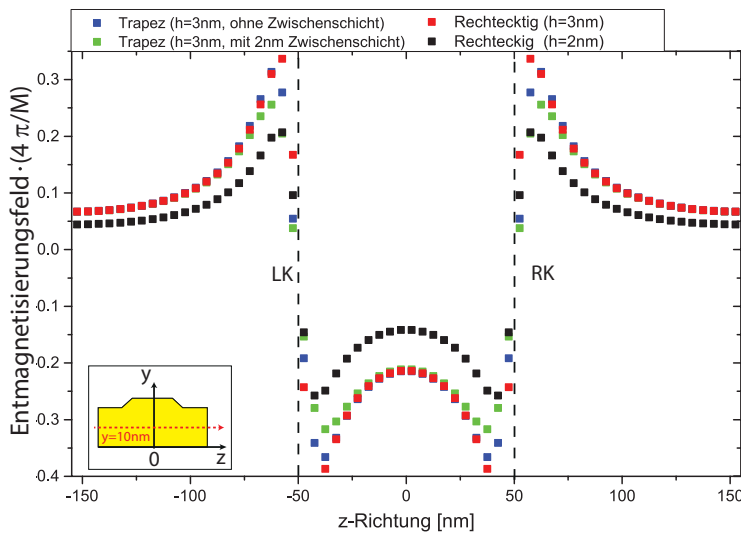 Trapez (h=3nm, ohne Zwischenschicht)
Rechtecktig (h=3nm)
Trapez (h=3nm, mit 2nm Zwischenschicht)
Rechteckig (h=2nm)
Entmagnetisierungsfeld·(4 π/M)
0.3
0.2
0.1
0.0
0.1
0.2
0.3
0.4
LK
RK
y
y=10nm
0
z
-150
-100
-50
0
50
100
150
z-Richtung [nm]